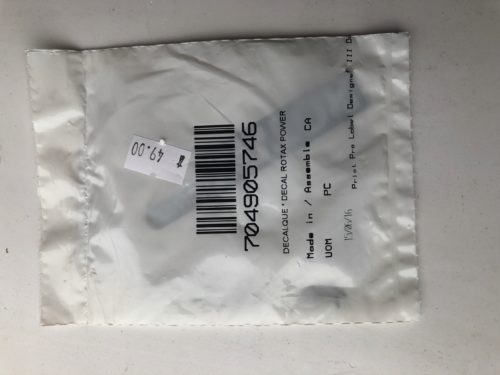 49.00
704905746
DECALQUE * DECAL ROTAX POWER
Made in / Assemble CA
UOM PC
15/06/16
Print Pro Label Designer III D